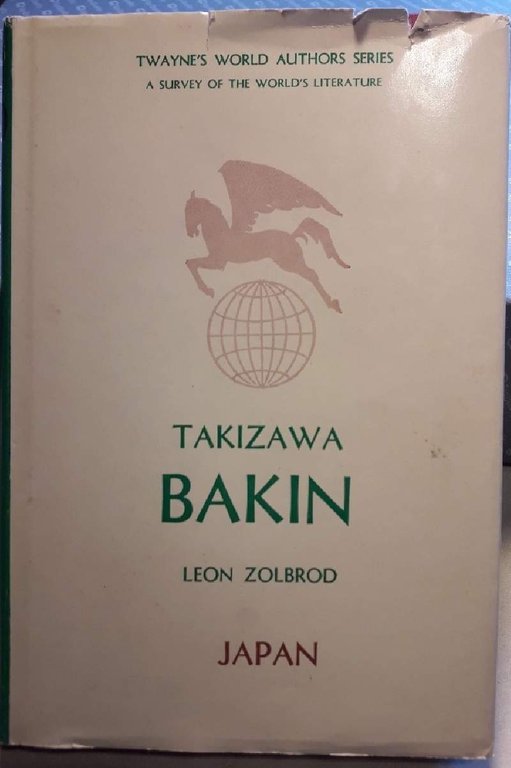 TWAYNE'S WORLD AUTHORS SERIES
A SURVEY OF THE WORLD'S LITERATURE
TAKIZAWA
BAKIN
LEON ZOLBROD
JAPAN